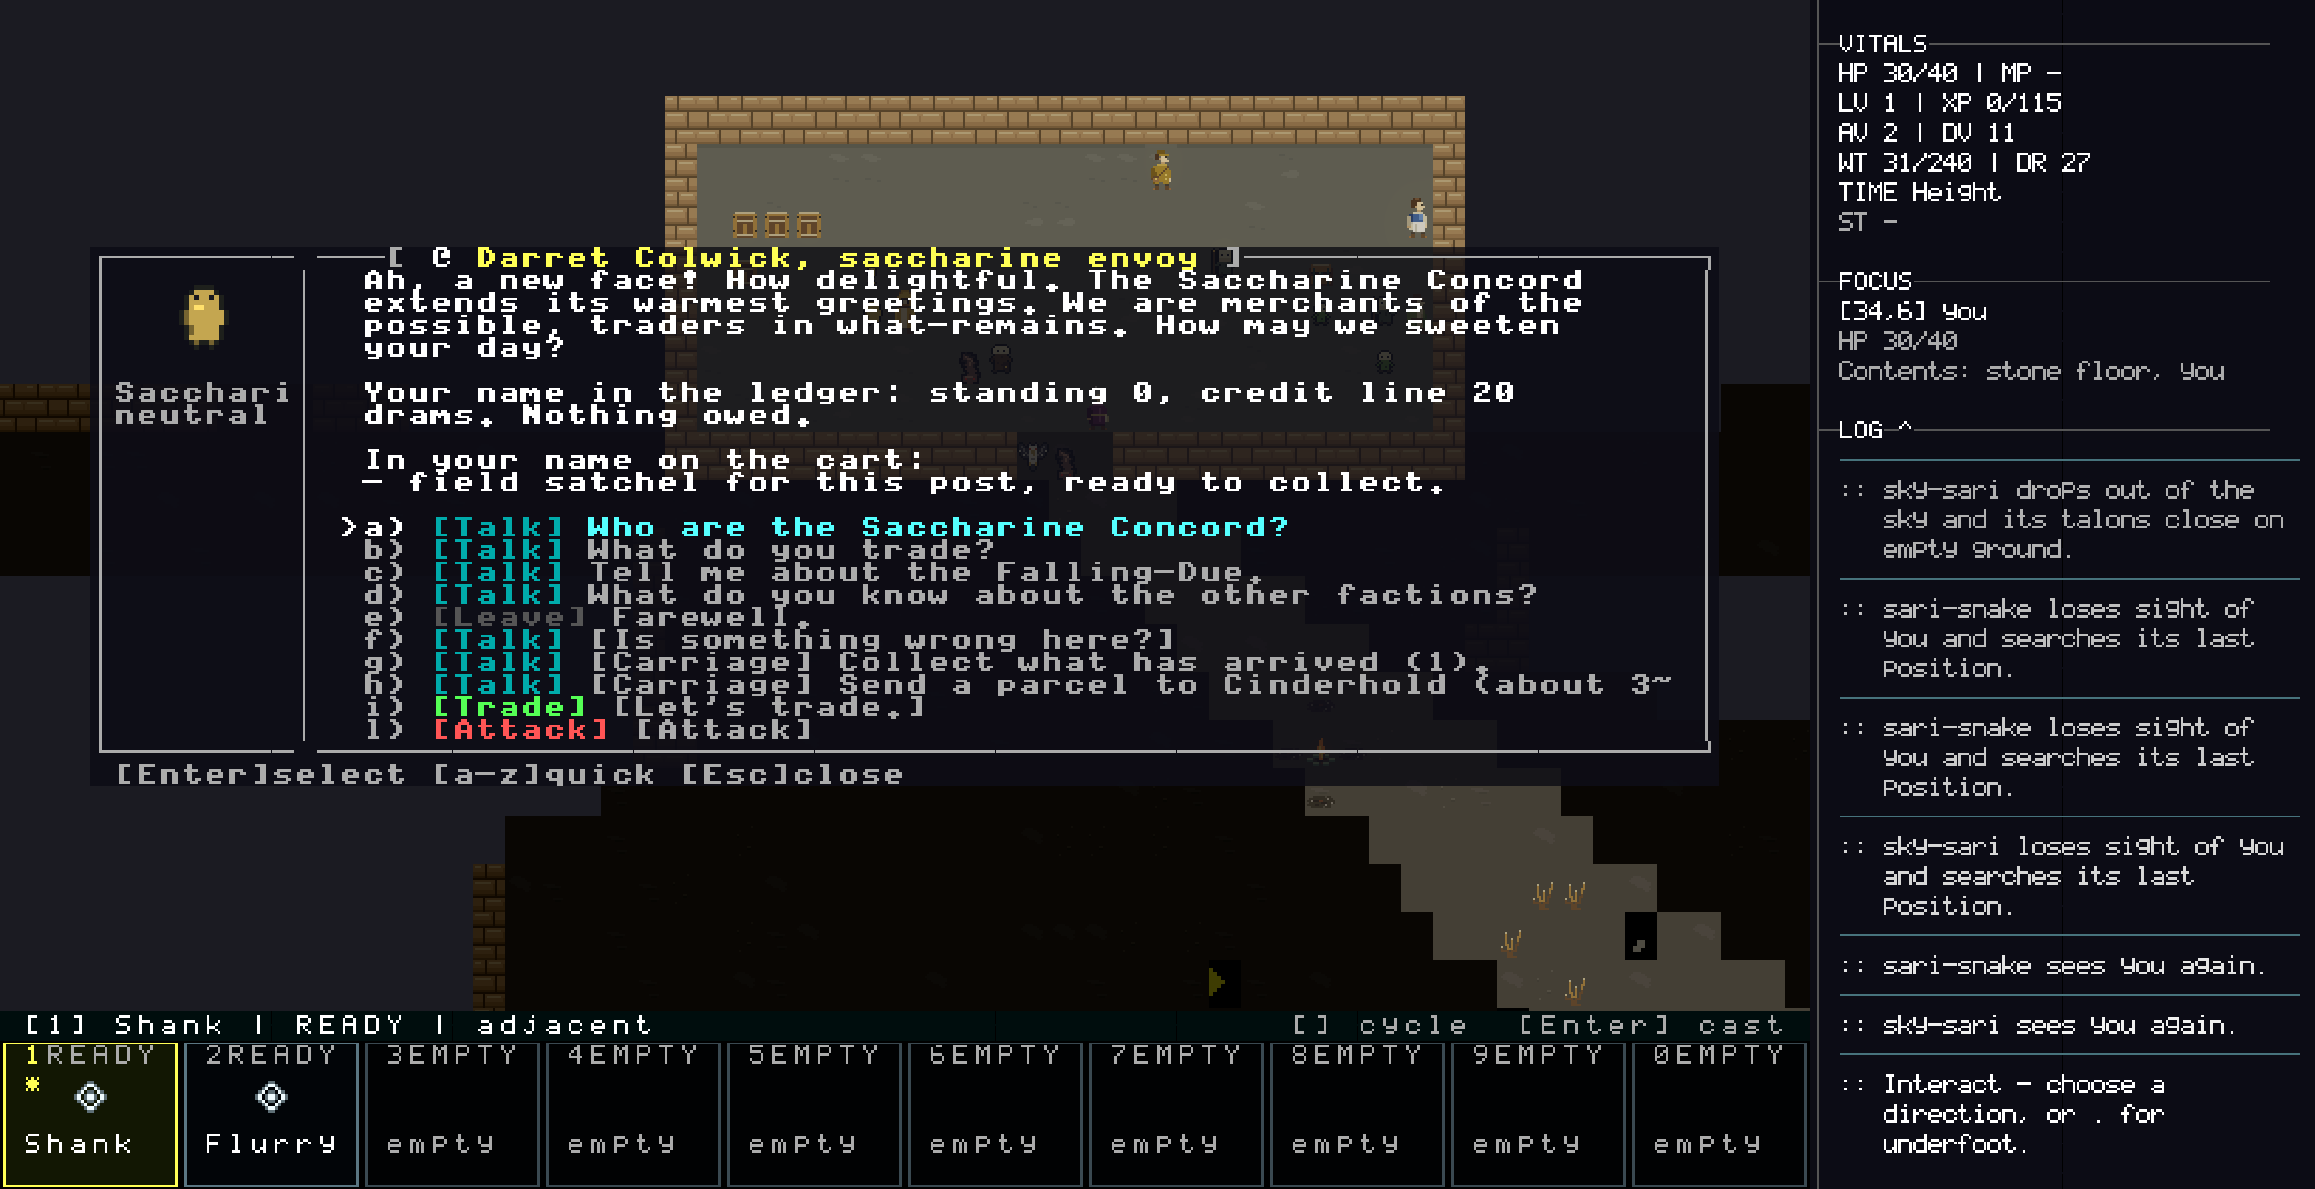 [ @ Darret Colwick, saccharine envoy ]
Ah, a new face! How delightful. The Saccharine Concord
extends its warmest greetings. We are merchants of the
possible, traders in what-remains. How may we sweeten
your day?
Sacchari
neutral
Your name in the ledger: standing 0, credit line 20
drams. Nothing owed.
In your name on the cart:
- field satchel for this post, ready to collect.
>a) [Talk] Who are the Saccharine Concord?
b) [Talk] What do you trade?
c) [Talk] Tell me about the Falling-Due.
d) [Talk] What do you know about the other factions?
e) [Leave] Farewell.
f) [Talk] [Is something wrong here?]
g) [Talk] [Carriage] Collect what has arrived (1).
h) [Talk] [Carriage] Send a parcel to Cinderhold (about 3~
i) [Trade] [Let's trade.]
l) [Attack] [Attack]
[Enter]select [a-z]quick [Esc]close
[1] Shank | READY | adjacent
[] cycle [Enter] cast
1READY 2READY 3EMPTY 4EMPTY 5EMPTY 6EMPTY 7EMPTY 8EMPTY 9EMPTY 0EMPTY
*
Shank Flurry empty empty empty empty empty empty empty empty
VITALS
HP 30/40 | MP -
LV 1 | XP 0/115
AV 2 | DV 11
WT 31/240 | DR 27
TIME Height
ST -
FOCUS
[34,6] You
HP 30/40
Contents: stone floor, You
LOG ^
:: sky-sari drops out of the
sky and its talons close on
empty ground.
:: sari-snake loses sight of
you and searches its last
position.
:: sari-snake loses sight of
you and searches its last
position.
:: sky-sari loses sight of you
and searches its last
position.
:: sari-snake sees you again.
:: sky-sari sees you again.
:: Interact - choose a
direction, or . for
underfoot.